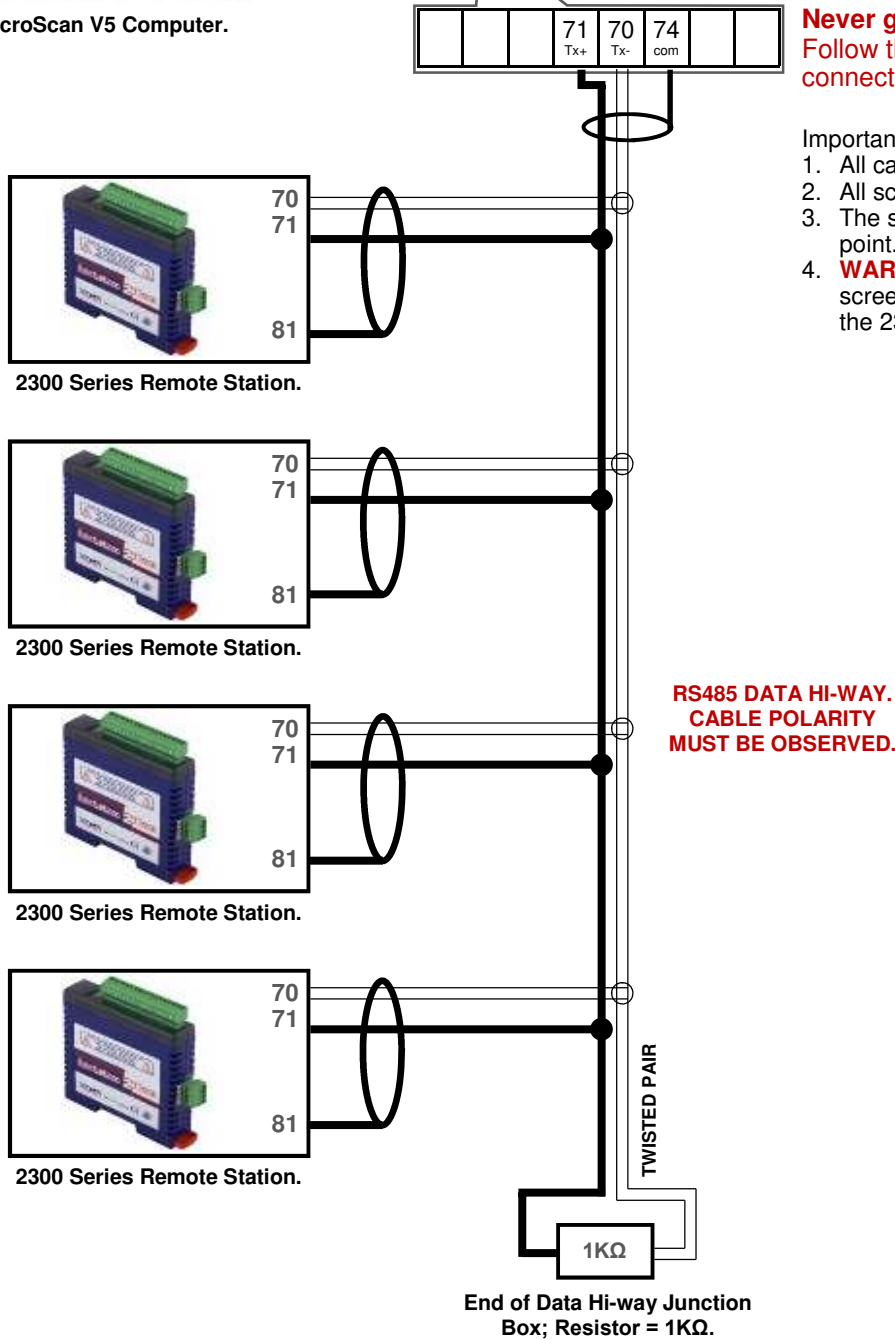 croScan V5 Computer.
71 70 74
Tx+ Tx- com
Never g
Follow t
connect
Importan
1. All ca
2. All sc
3. The s
point.
4. WAR
scree
the 23
70
71
81
2300 Series Remote Station.
70
71
81
2300 Series Remote Station.
RS485 DATA HI-WAY.
CABLE POLARITY
MUST BE OBSERVED.
70
71
81
2300 Series Remote Station.
70
71
81
2300 Series Remote Station.
TWISTED PAIR
1KΩ
End of Data Hi-way Junction
Box; Resistor = 1KΩ.